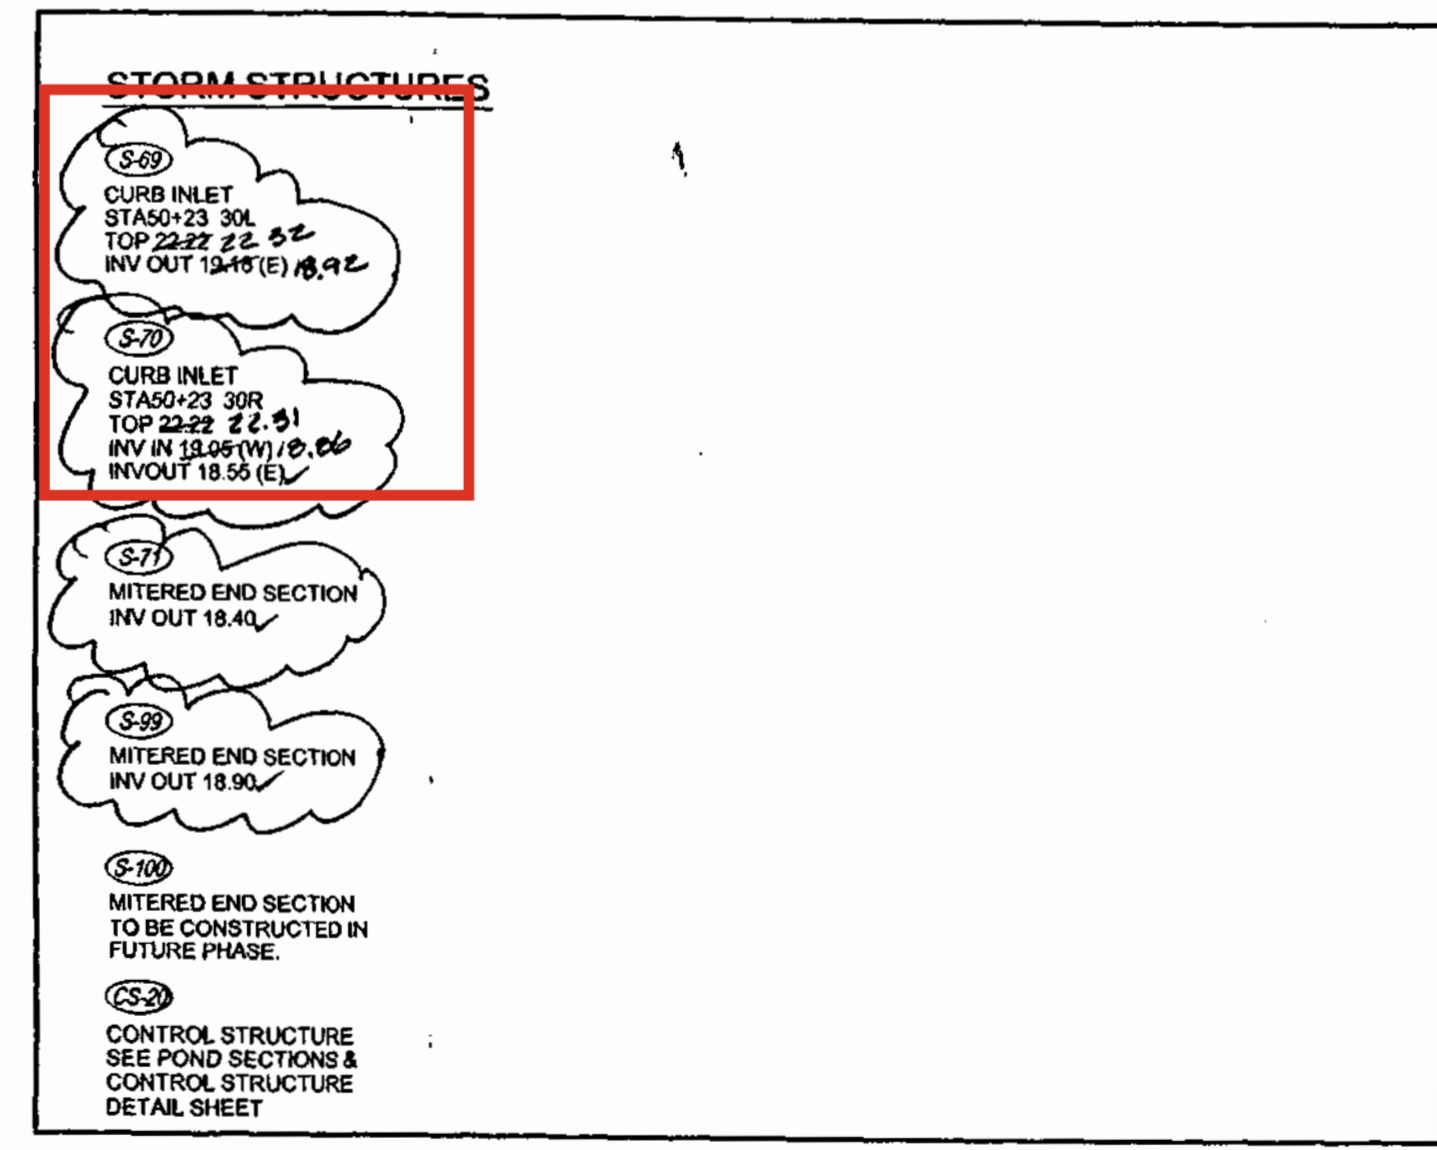 STORM STRUCTURES
S-69
CURB INLET
STA50+23 30L
TOP 22.22 22 32
INV OUT 19.18 (E) 18.92
S-70
CURB INLET
STA50+23 30R
TOP 22.22 22.31
INV IN 19.05 (W) 18.86
INVOUT 18.55 (E)
S-71
MITERED END SECTION
INV OUT 18.40
S-99
MITERED END SECTION
INV OUT 18.90
S-100
MITERED END SECTION
TO BE CONSTRUCTED IN
FUTURE PHASE.
CS-20
CONTROL STRUCTURE
SEE POND SECTIONS &
CONTROL STRUCTURE
DETAIL SHEET